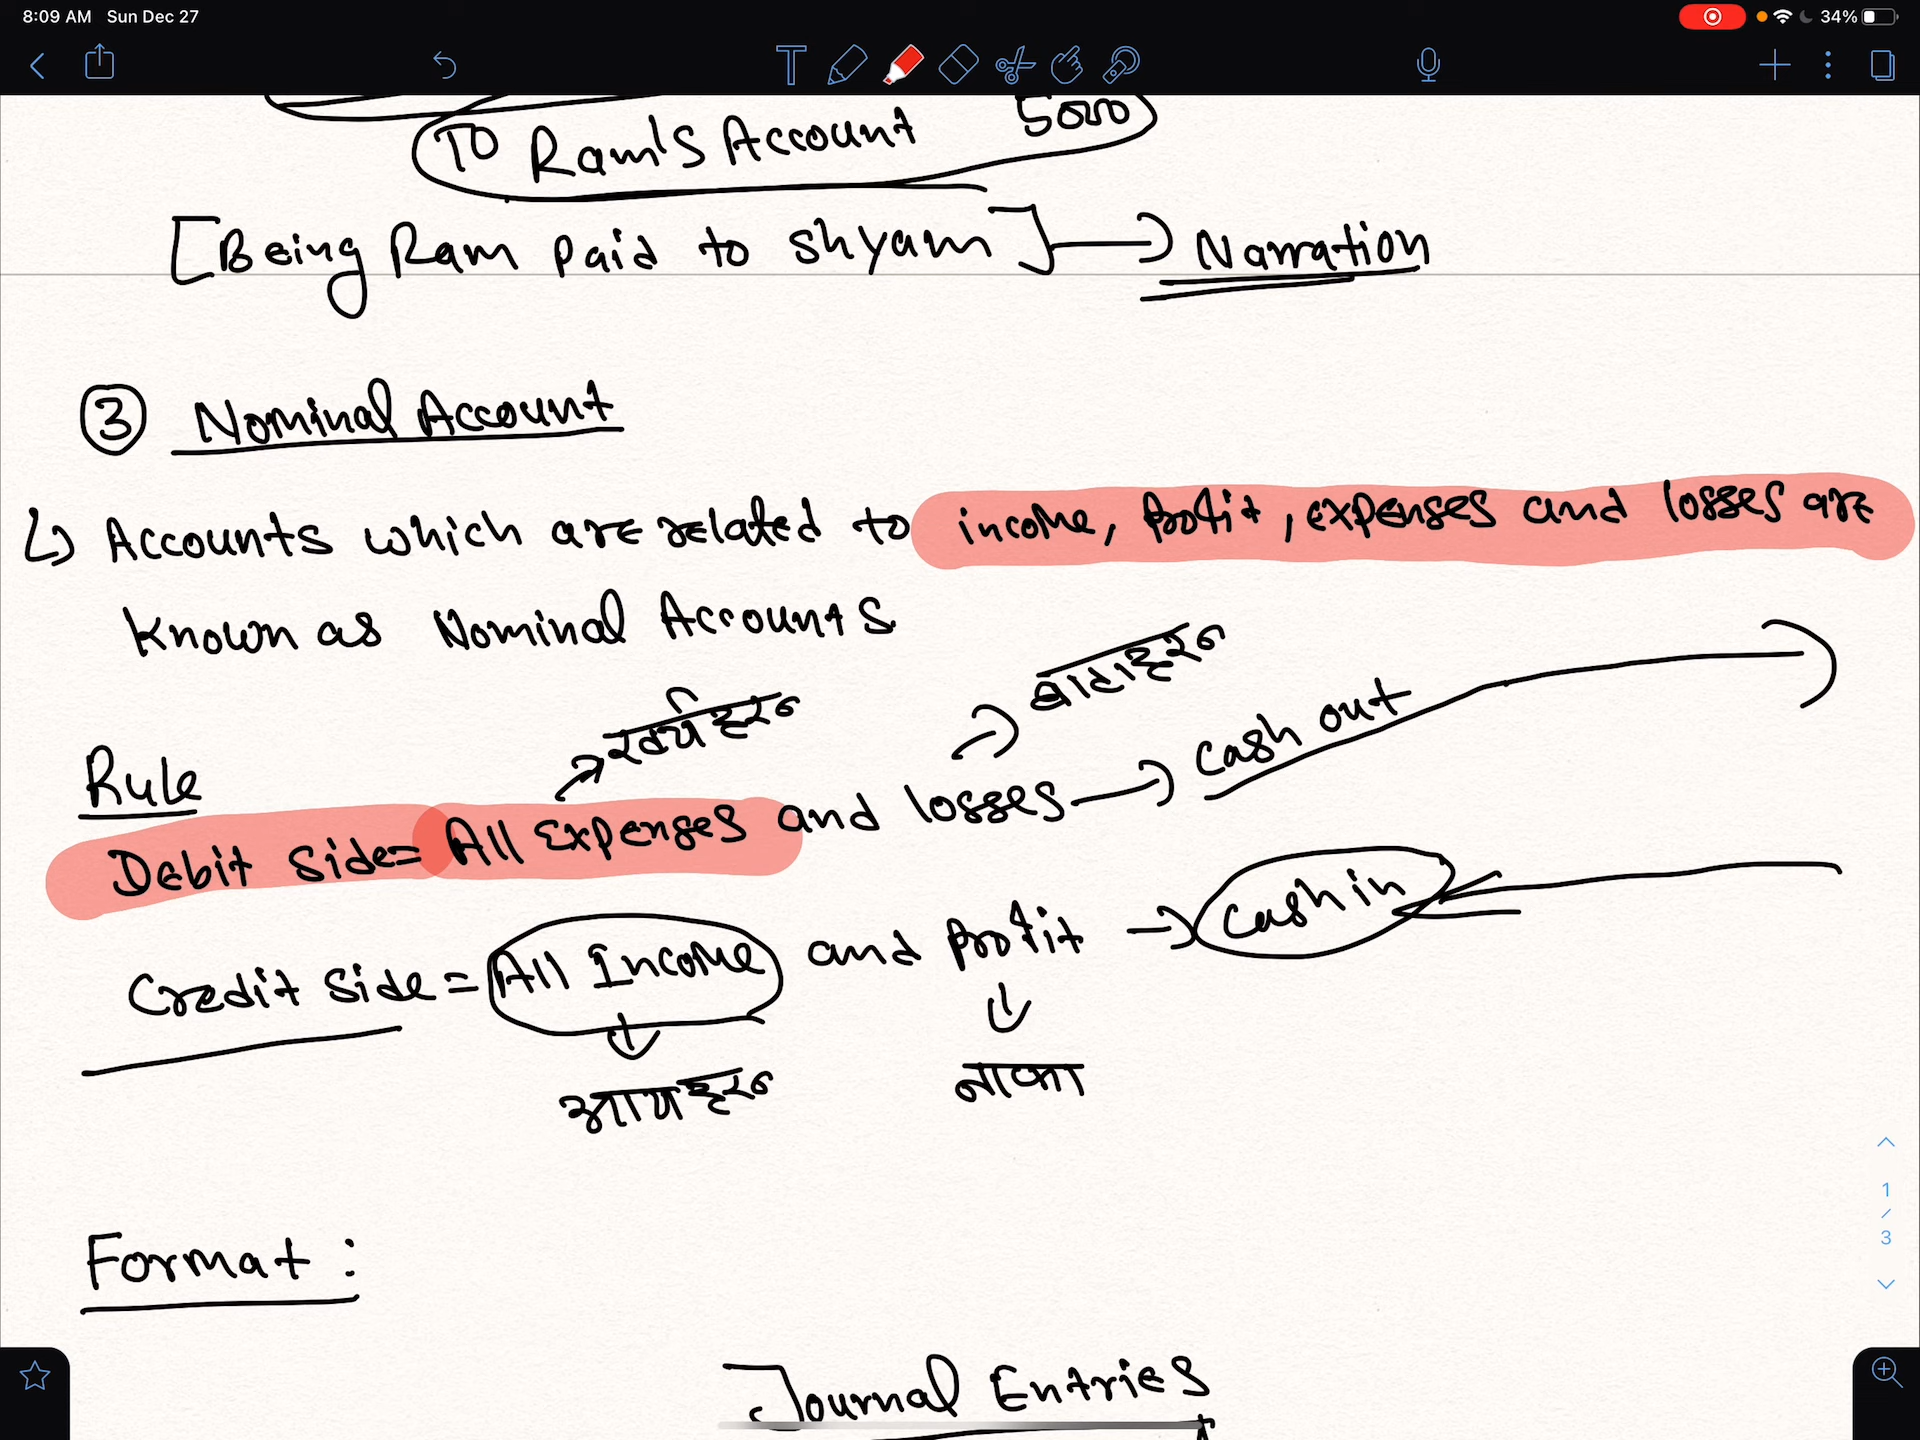 8:09 AM Sun Dec 27
34%
To Ram's Account 5000
[Being Ram Paid to Shyam] → Narration
③ Nominal Account
↳ Accounts which are related to income, Profit, expenses and losses are
known as Nominal Accounts
खर्चहरु
घाटाहरु
Rule
Debit Side = All Expenses and losses → Cash out
Credit Side = All Income and Profit → Cash in
आयहरु
नाफा
1
/
3
Format :
Journal Entries